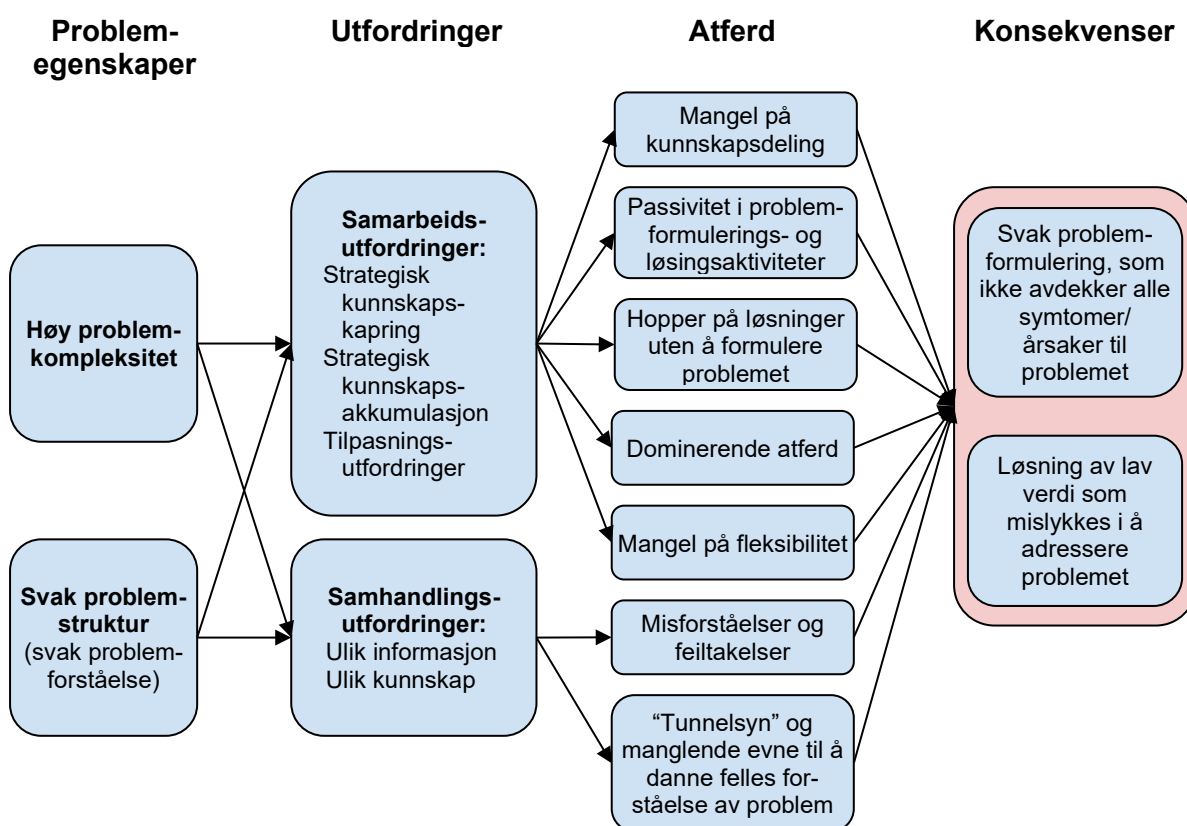 Problem-
egenskaper
Utfordringer
Atferd
Konsekvenser
Høy problem-
kompleksitet
Svak problem-
struktur
(svak problem-
forståelse)
Samarbeids-
utfordringer:
Strategisk
kunnskaps-
kapring
Strategisk
kunnskaps-
akkumulasjon
Tilpasnings-
utfordringer
Samhandlings-
utfordringer:
Ulik informasjon
Ulik kunnskap
Mangel på
kunnskapsdeling
Passivitet i problem-
formulerings- og
løsingsaktiviteter
Hopper på løsninger
uten å formulere
problemet
Dominerende atferd
Mangel på fleksibilitet
Misforståelser og
feiltakelser
“Tunnelsyn” og
manglende evne til å
danne felles for-
ståelse av problem
Svak problem-
formulering, som
ikke avdekker alle
symtomer/
årsaker til
problemet
Løsning av lav
verdi som
mislykkes i å
adressere
problemet